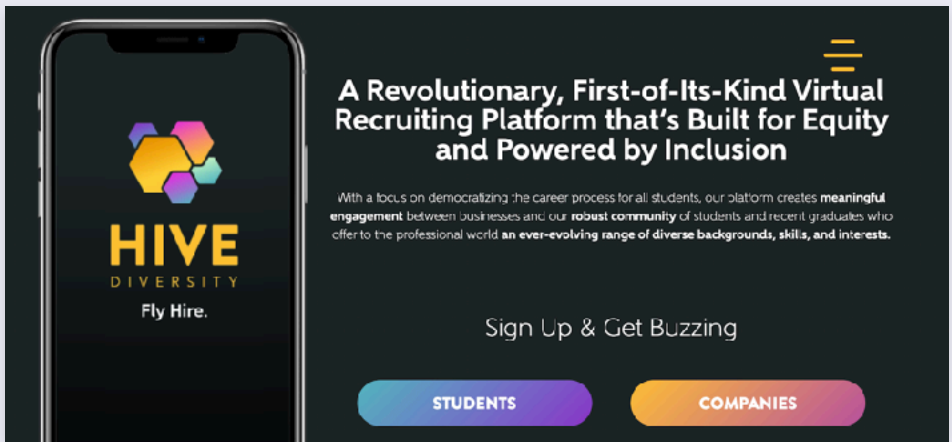 HIVE
DIVERSITY
Fly Hire.
A Revolutionary, First-of-Its-Kind Virtual
Recruiting Platform that's Built for Equity
and Powered by Inclusion
With a focus on democratizing the career process for all students, our platform creates meaningful
engagement between businesses and our robust community of students and recent graduates who
offer to the professional world an ever-evolving range of diverse backgrounds, skills, and interests.
Sign Up & Get Buzzing
STUDENTS
COMPANIES